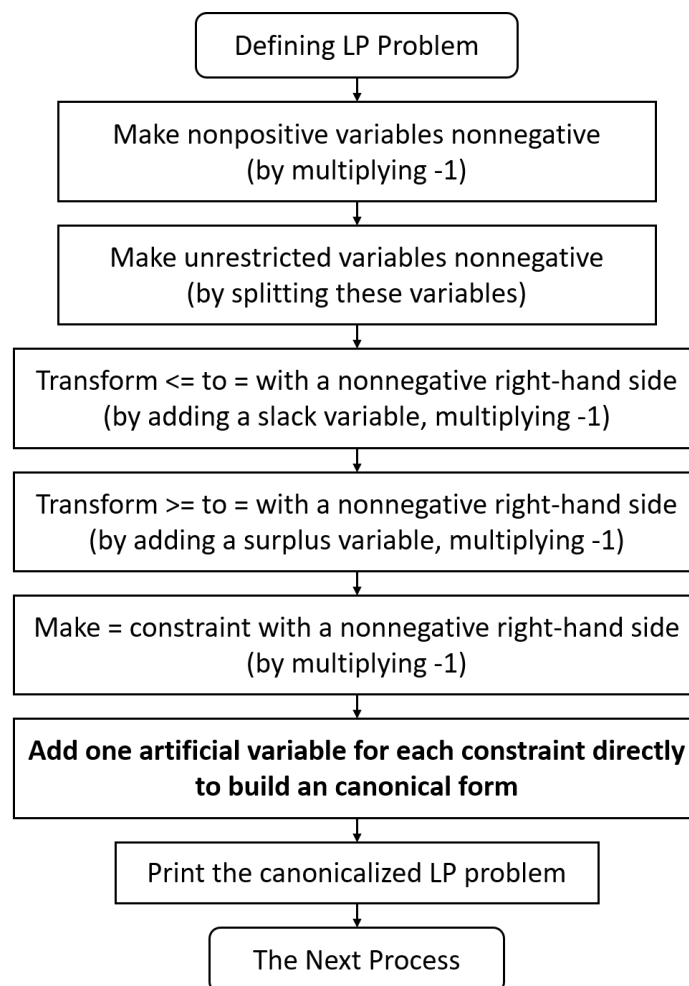 Defining LP Problem
Make nonpositive variables nonnegative
(by multiplying -1)
Make unrestricted variables nonnegative
(by splitting these variables)
Transform <= to = with a nonnegative right-hand side
(by adding a slack variable, multiplying -1)
Transform >= to = with a nonnegative right-hand side
(by adding a surplus variable, multiplying -1)
Make = constraint with a nonnegative right-hand side
(by multiplying -1)
Add one artificial variable for each constraint directly
to build an canonical form
Print the canonicalized LP problem
The Next Process